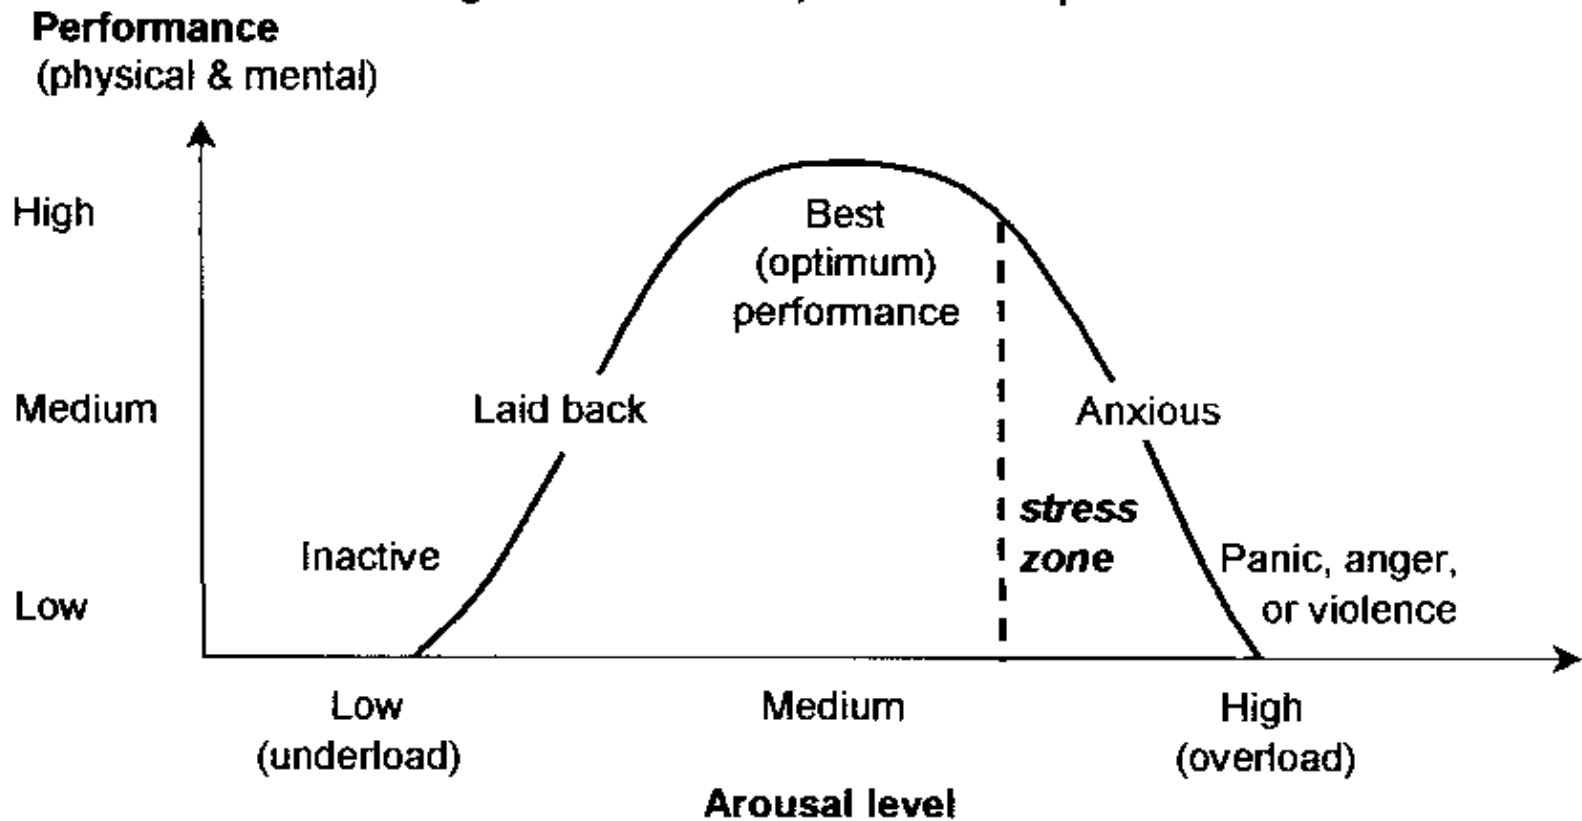 Performance
(physical & mental)
High
Best
(optimum)
performance
Medium
Laid back
Anxious
stress
zone
Inactive
Panic, anger,
or violence
Low
Low
(underload)
Medium
High
(overload)
Arousal level